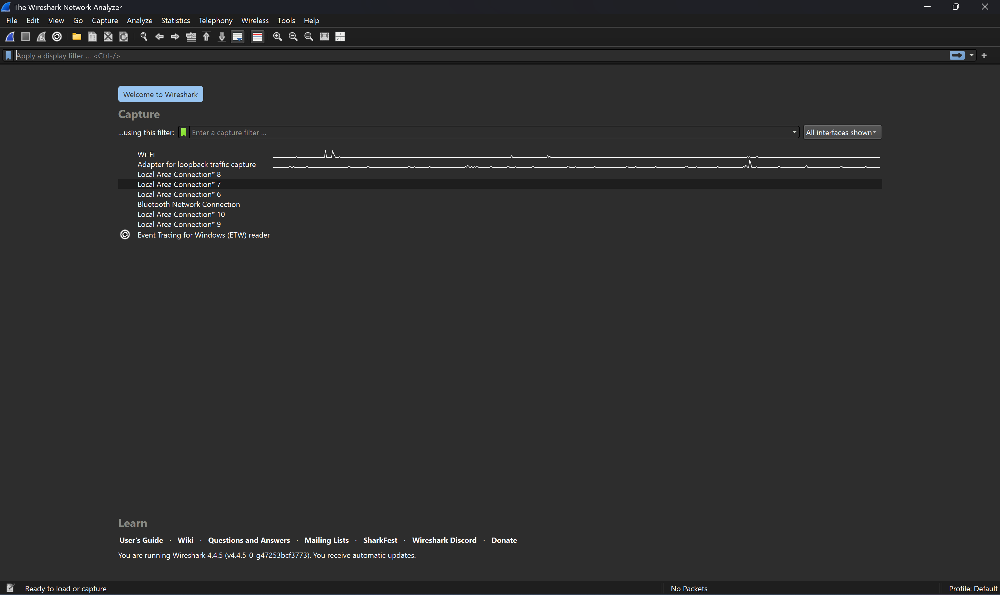 The Wireshark Network Analyzer
File Edit View Go Capture Analyze Statistics Telephony Wireless Tools Help
Apply a display filter ... <Ctrl-/>
Welcome to Wireshark
Capture
...using this filter: Enter a capture filter ... All interfaces shown
Wi-Fi
Adapter for loopback traffic capture
Local Area Connection* 8
Local Area Connection* 7
Local Area Connection* 6
Bluetooth Network Connection
Local Area Connection* 10
Local Area Connection* 9
Event Tracing for Windows (ETW) reader
Learn
User's Guide · Wiki · Questions and Answers · Mailing Lists · SharkFest · Wireshark Discord · Donate
You are running Wireshark 4.4.5 (v4.4.5-0-g47253bcf3773). You receive automatic updates.
Ready to load or capture No Packets Profile: Default